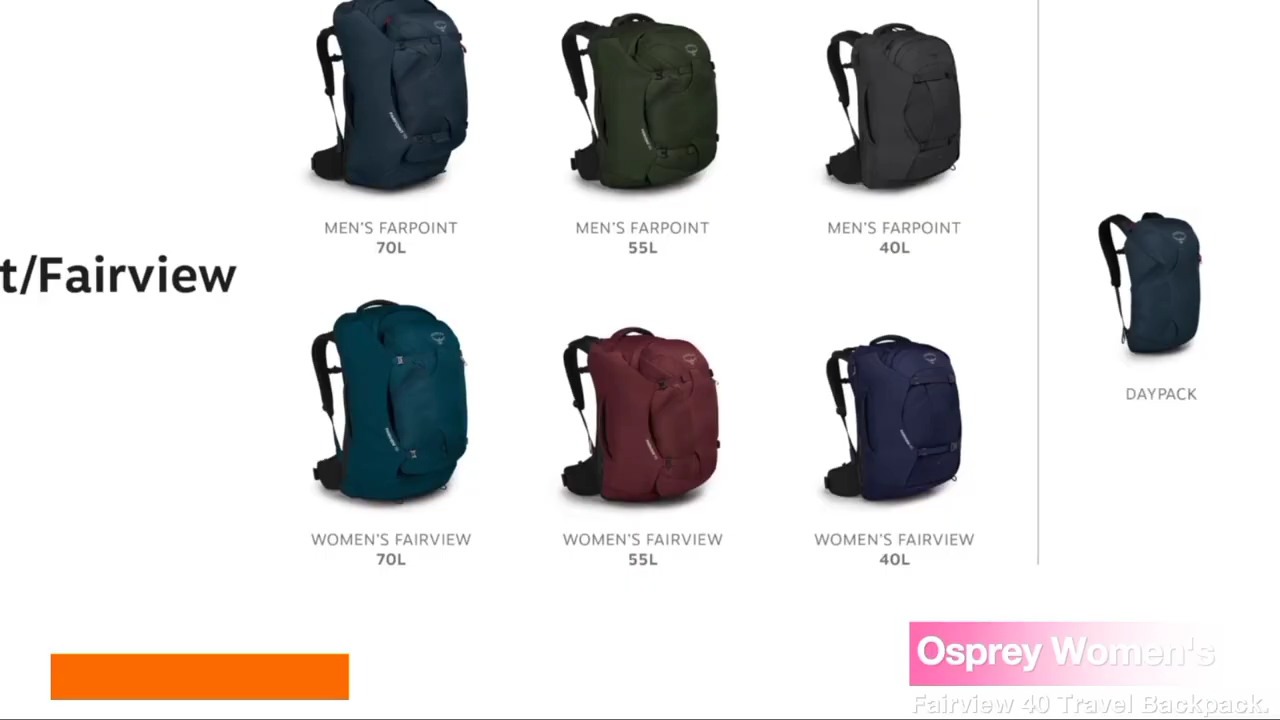 MEN'S FARPOINT
70L
MEN'S FARPOINT
55L
MEN'S FARPOINT
40L
t/Fairview
DAYPACK
WOMEN'S FAIRVIEW
70L
WOMEN'S FAIRVIEW
55L
WOMEN'S FAIRVIEW
40L
Osprey Women's
Fairview 40 Travel Backpack.